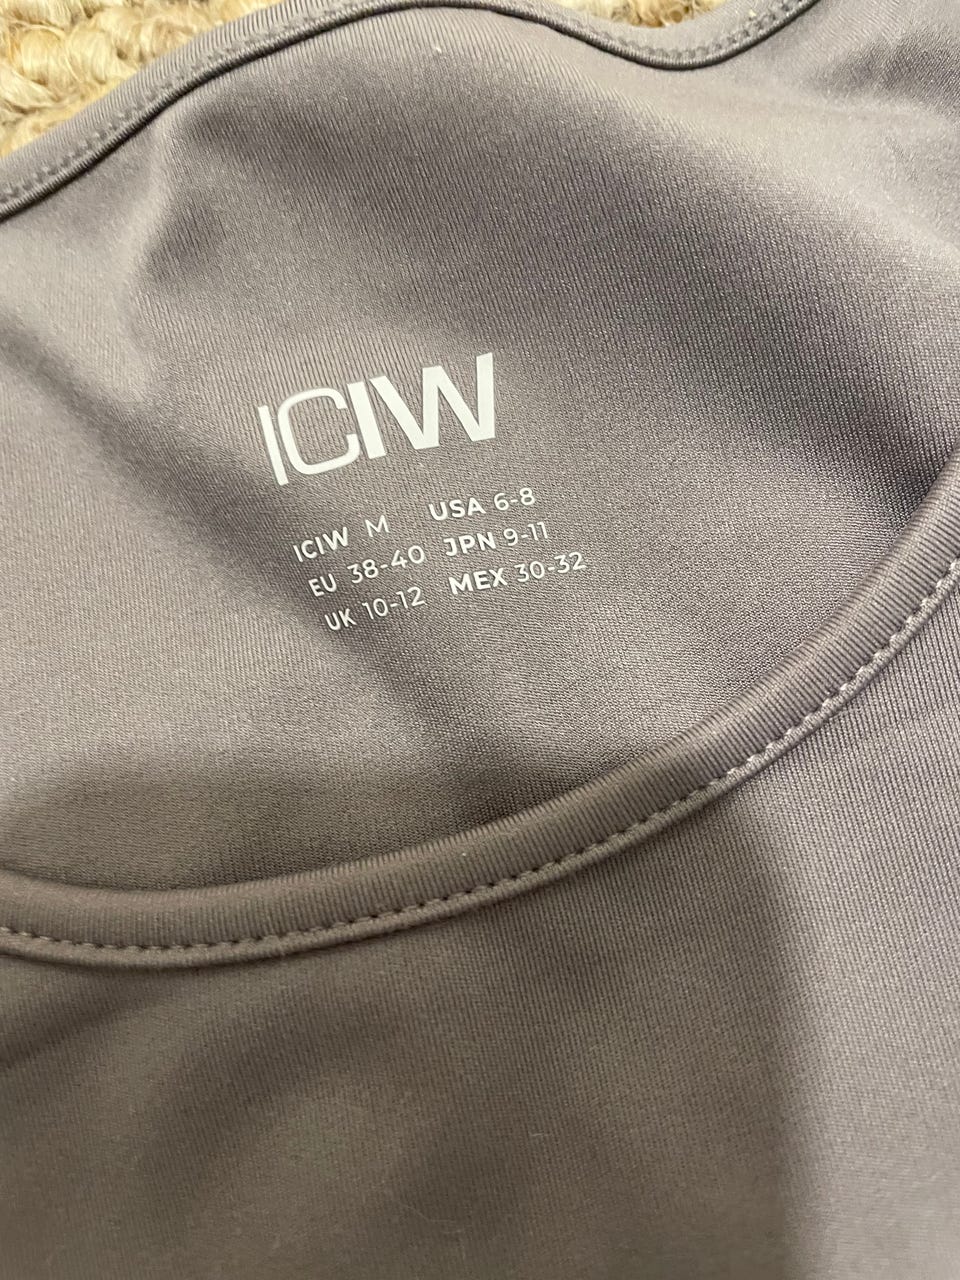 ICIW
ICIW M USA 6-8
EU 38-40 JPN 9-11
UK 10-12 MEX 30-32